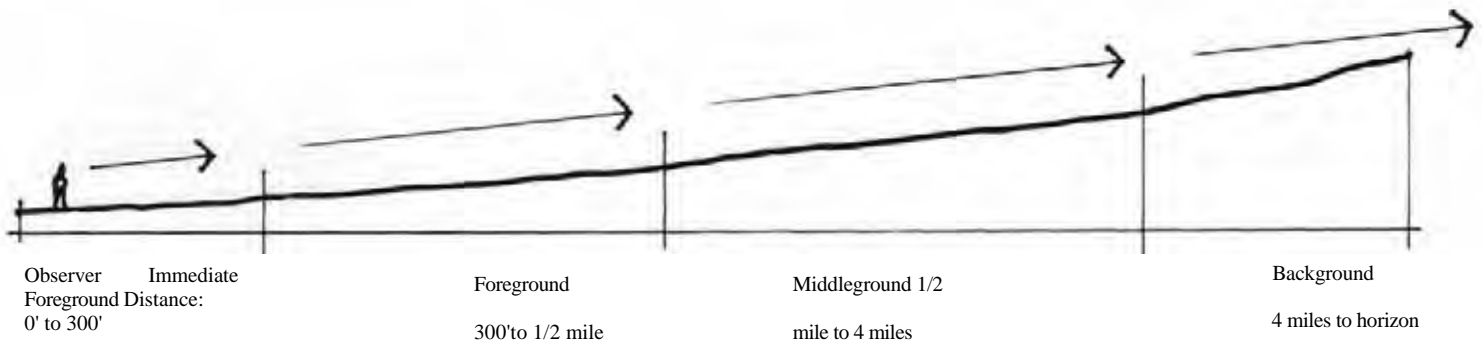 Observer Immediate
Foreground Distance:
0' to 300'
Foreground
300'to 1/2 mile
Middleground 1/2
mile to 4 miles
Background
4 miles to horizon